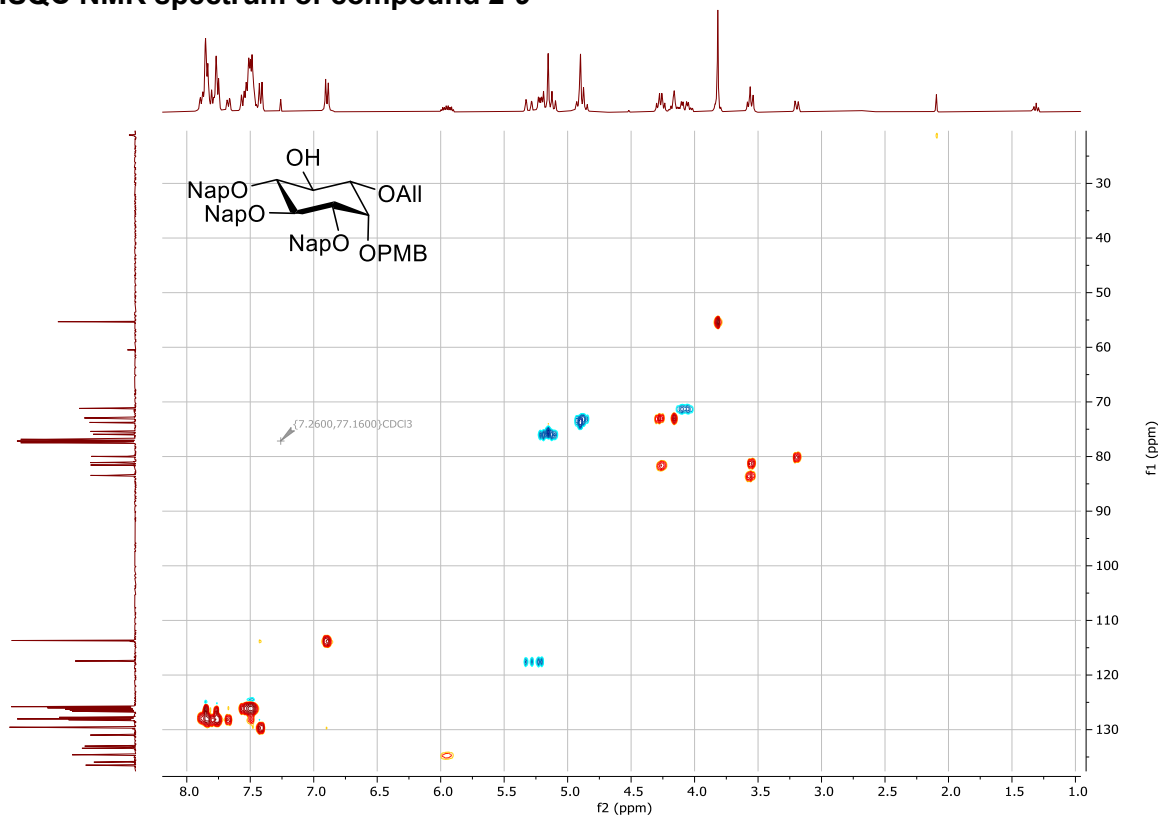 HSQC NMR spectrum of compound 2-9
OH
NapO
OAll
NapO
NapO
OPMB
{7.2600,77.1600}CDCl3
30
40
50
60
70
80
90
100
110
120
130
f1 (ppm)
8.0 7.5 7.0 6.5 6.0 5.5 5.0 4.5 4.0 3.5 3.0 2.5 2.0 1.5 1.0
f2 (ppm)